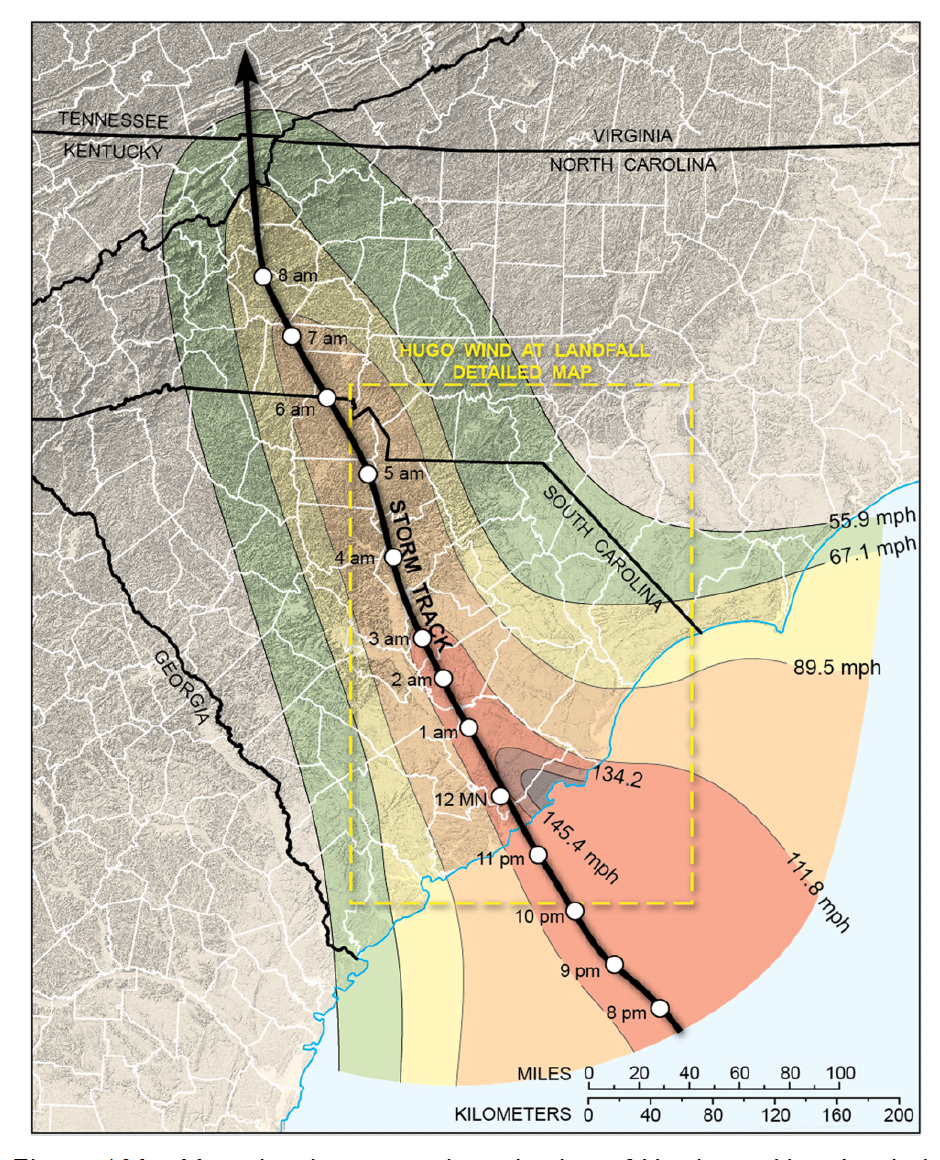 TENNESSEE
KENTUCKY
VIRGINIA
NORTH CAROLINA
8 am
7 am
HUGO WIND AT LANDFALL
DETAILED MAP
6 am
5 am
STORM TRACK
SOUTH CAROLINA
55.9 mph
67.1 mph
4 am
3 am
GEORGIA
89.5 mph
2 am
1 am
134.2
12 MN
145.4 mph
11 pm
111.8 mph
10 pm
9 pm
8 pm
MILES 0 20 40 60 80 100
KILOMETERS 0 40 80 120 160 200